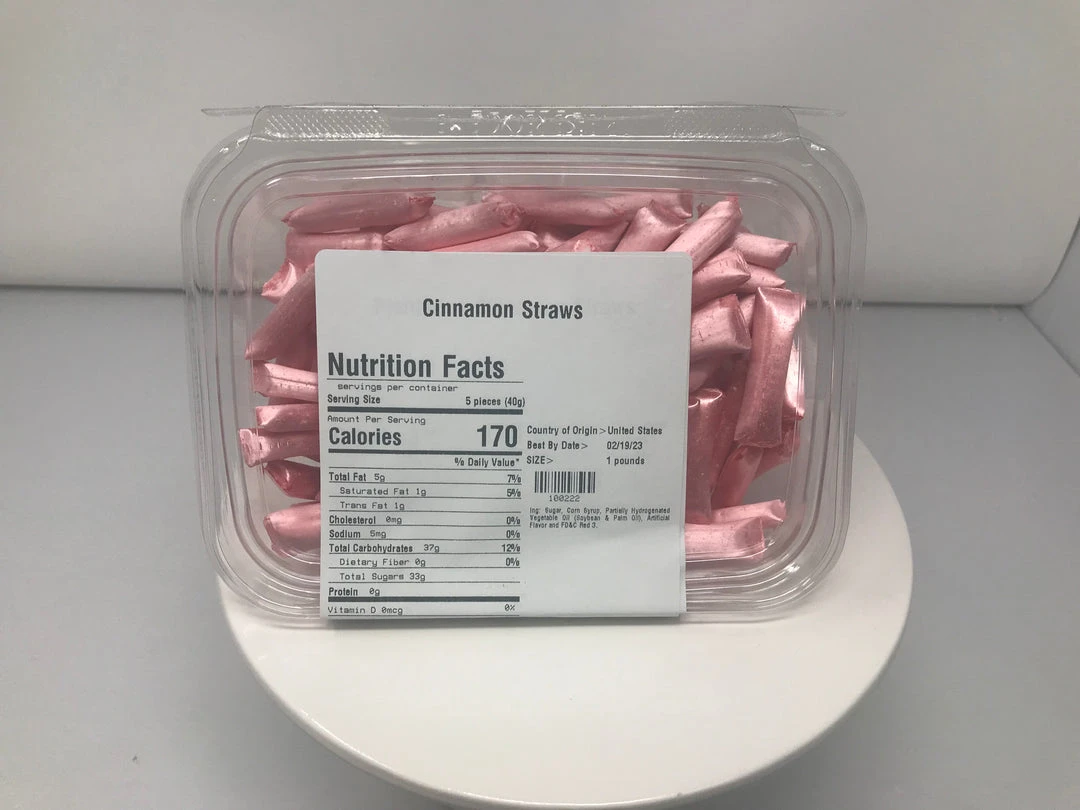 Cinnamon Straws
Nutrition Facts
servings per container
Serving Size 5 pieces (40g)
Amount Per Serving
Calories 170
% Daily Value*
Total Fat 5g 7%
Saturated Fat 1g 5%
Trans Fat 1g
Cholesterol 0mg 0%
Sodium 5mg 0%
Total Carbohydrates 37g 12%
Dietary Fiber 0g 0%
Total Sugars 33g
Protein 0g
Vitamin D 0mcg 0%
Country of Origin> United States
Best By Date> 02/19/23
SIZE> 1 pounds
100222
Ing: Sugar, Corn Syrup, Partially Hydrogenated
Vegetable Oil (Soybean & Palm Oil), Artificial
Flavor and FD&C Red 3.